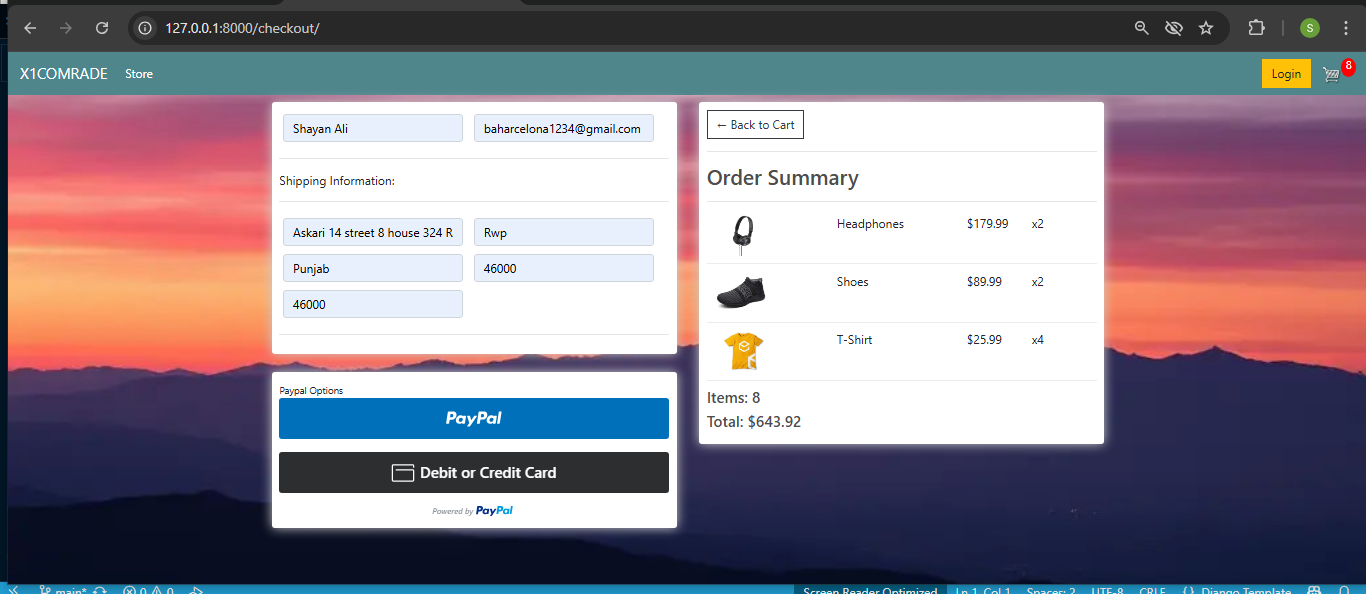 127.0.0.1:8000/checkout/
S
X1COMRADE
Store
Login
8
Shayan Ali
baharcelona1234@gmail.com
Shipping Information:
Askari 14 street 8 house 324 R
Rwp
Punjab
46000
46000
Paypal Options
PayPal
Debit or Credit Card
Powered by PayPal
← Back to Cart
Order Summary
Headphones $179.99 x2
Shoes $89.99 x2
T-Shirt $25.99 x4
Items: 8
Total: $643.92
main* 0 0 Screen Reader Optimized Ln 1, Col 1 Spaces: 2 UTF-8 CRLF {} Django Template